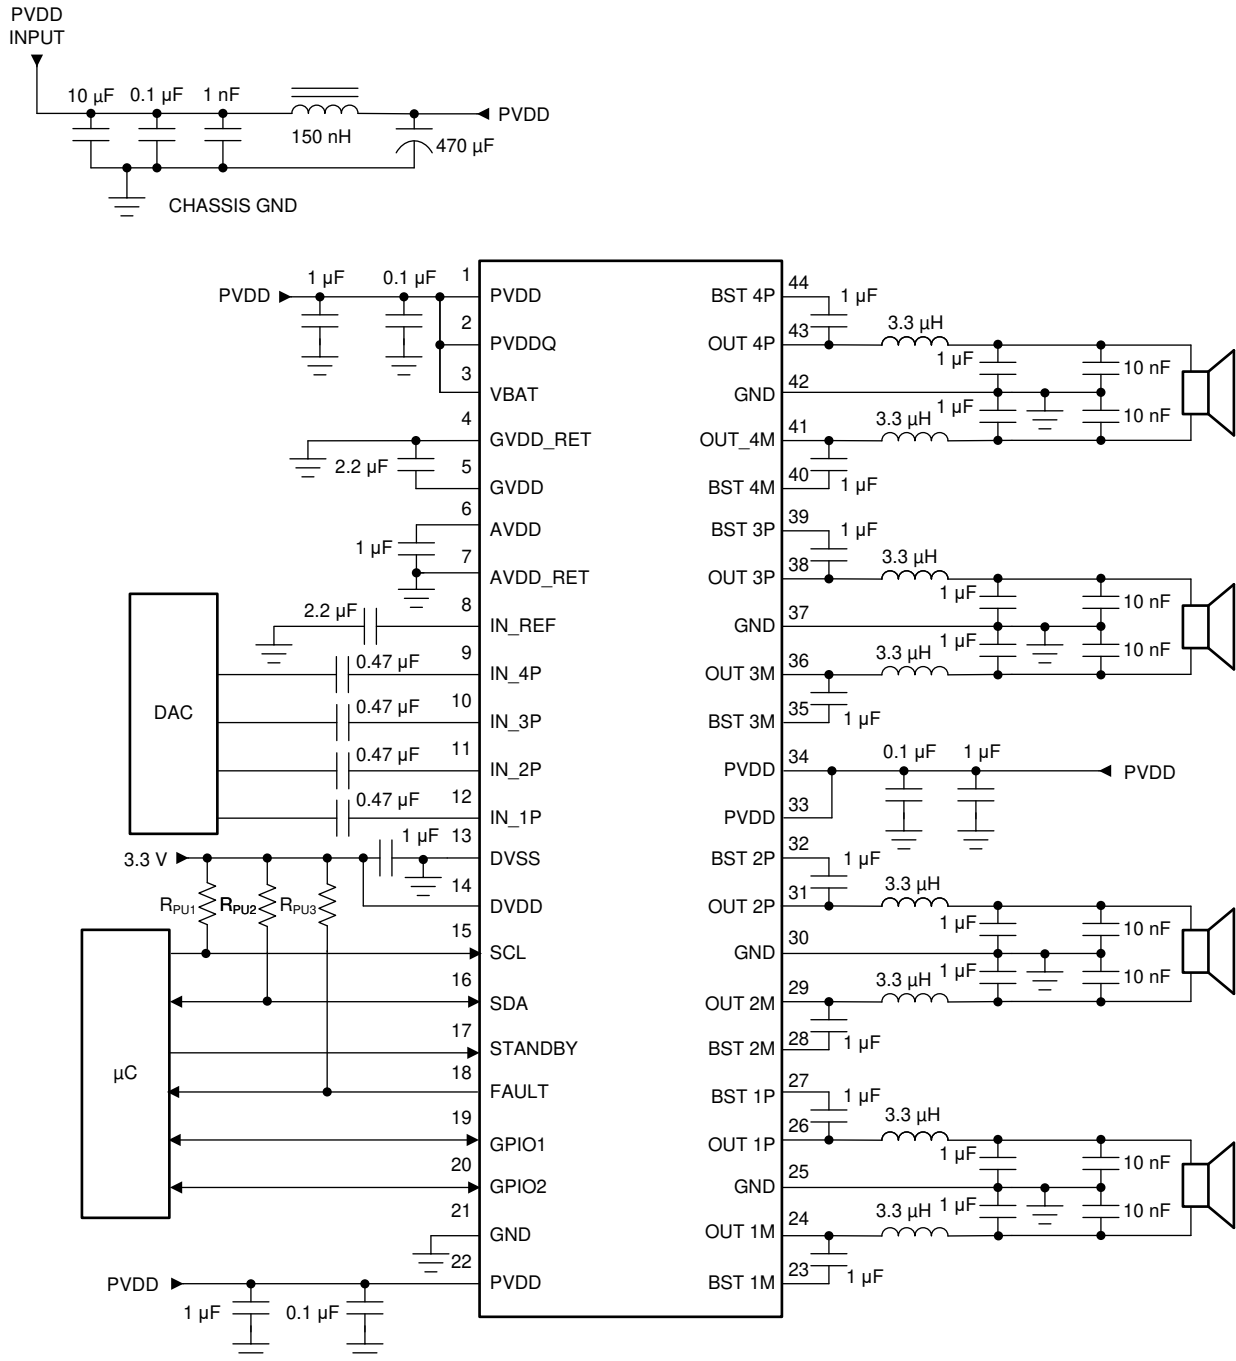 PVDD
INPUT
10 µF 0.1 µF 1 nF
150 nH
PVDD
470 µF
CHASSIS GND
PVDD
1 µF 0.1 µF
1 PVDD
2 PVDDQ
3 VBAT
4 GVDD_RET
2.2 µF
5 GVDD
6 AVDD
1 µF
7 AVDD_RET
2.2 µF
8 IN_REF
DAC
0.47 µF
9 IN_4P
0.47 µF
10 IN_3P
0.47 µF
11 IN_2P
0.47 µF
12 IN_1P
3.3 V
1 µF
13 DVSS
14 DVDD
RPU1 RPU2 RPU3
µC
15 SCL
16 SDA
17 STANDBY
18 FAULT
19 GPIO1
20 GPIO2
21 GND
22 PVDD
PVDD
1 µF 0.1 µF
BST 4P 44
1 µF
OUT 4P 43
3.3 µH
1 µF
10 nF
GND 42
1 µF
10 nF
OUT_4M 41
3.3 µH
BST 4M 40
1 µF
BST 3P 39
1 µF
OUT 3P 38
3.3 µH
1 µF
10 nF
GND 37
1 µF
10 nF
OUT 3M 36
3.3 µH
BST 3M 35
1 µF
PVDD 34
0.1 µF 1 µF
PVDD
PVDD 33
BST 2P 32
1 µF
OUT 2P 31
3.3 µH
1 µF
10 nF
GND 30
1 µF
10 nF
OUT 2M 29
3.3 µH
BST 2M 28
1 µF
BST 1P 27
1 µF
OUT 1P 26
3.3 µH
1 µF
10 nF
GND 25
1 µF
10 nF
OUT 1M 24
3.3 µH
BST 1M 23
1 µF